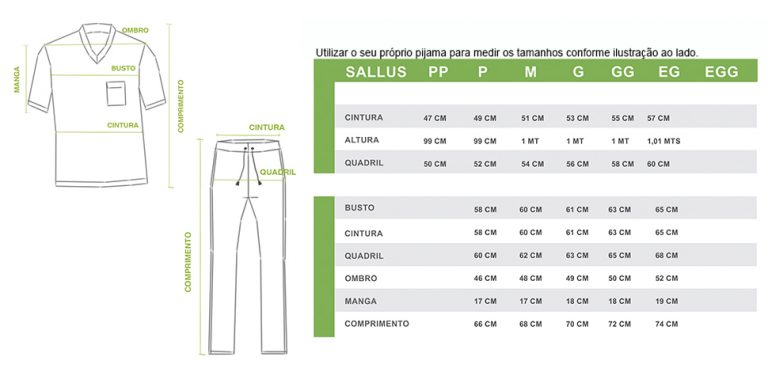 OMBRO
BUSTO
MANGA
COMPRIMENTO
CINTURA
CINTURA
QUADRIL
COMPRIMENTO
Utilizar o seu próprio pijama para medir os tamanhos conforme ilustração ao lado.
SALLUS PP P M G GG EG EGG
CINTURA 47 CM 49 CM 51 CM 53 CM 55 CM 57 CM
ALTURA 99 CM 99 CM 1 MT 1 MT 1 MT 1,01 MTS
QUADRIL 50 CM 52 CM 54 CM 56 CM 58 CM 60 CM
BUSTO 58 CM 60 CM 61 CM 63 CM 65 CM
CINTURA 58 CM 60 CM 61 CM 63 CM 65 CM
QUADRIL 60 CM 62 CM 63 CM 65 CM 68 CM
OMBRO 46 CM 48 CM 49 CM 50 CM 52 CM
MANGA 17 CM 17 CM 18 CM 18 CM 19 CM
COMPRIMENTO 66 CM 68 CM 70 CM 72 CM 74 CM